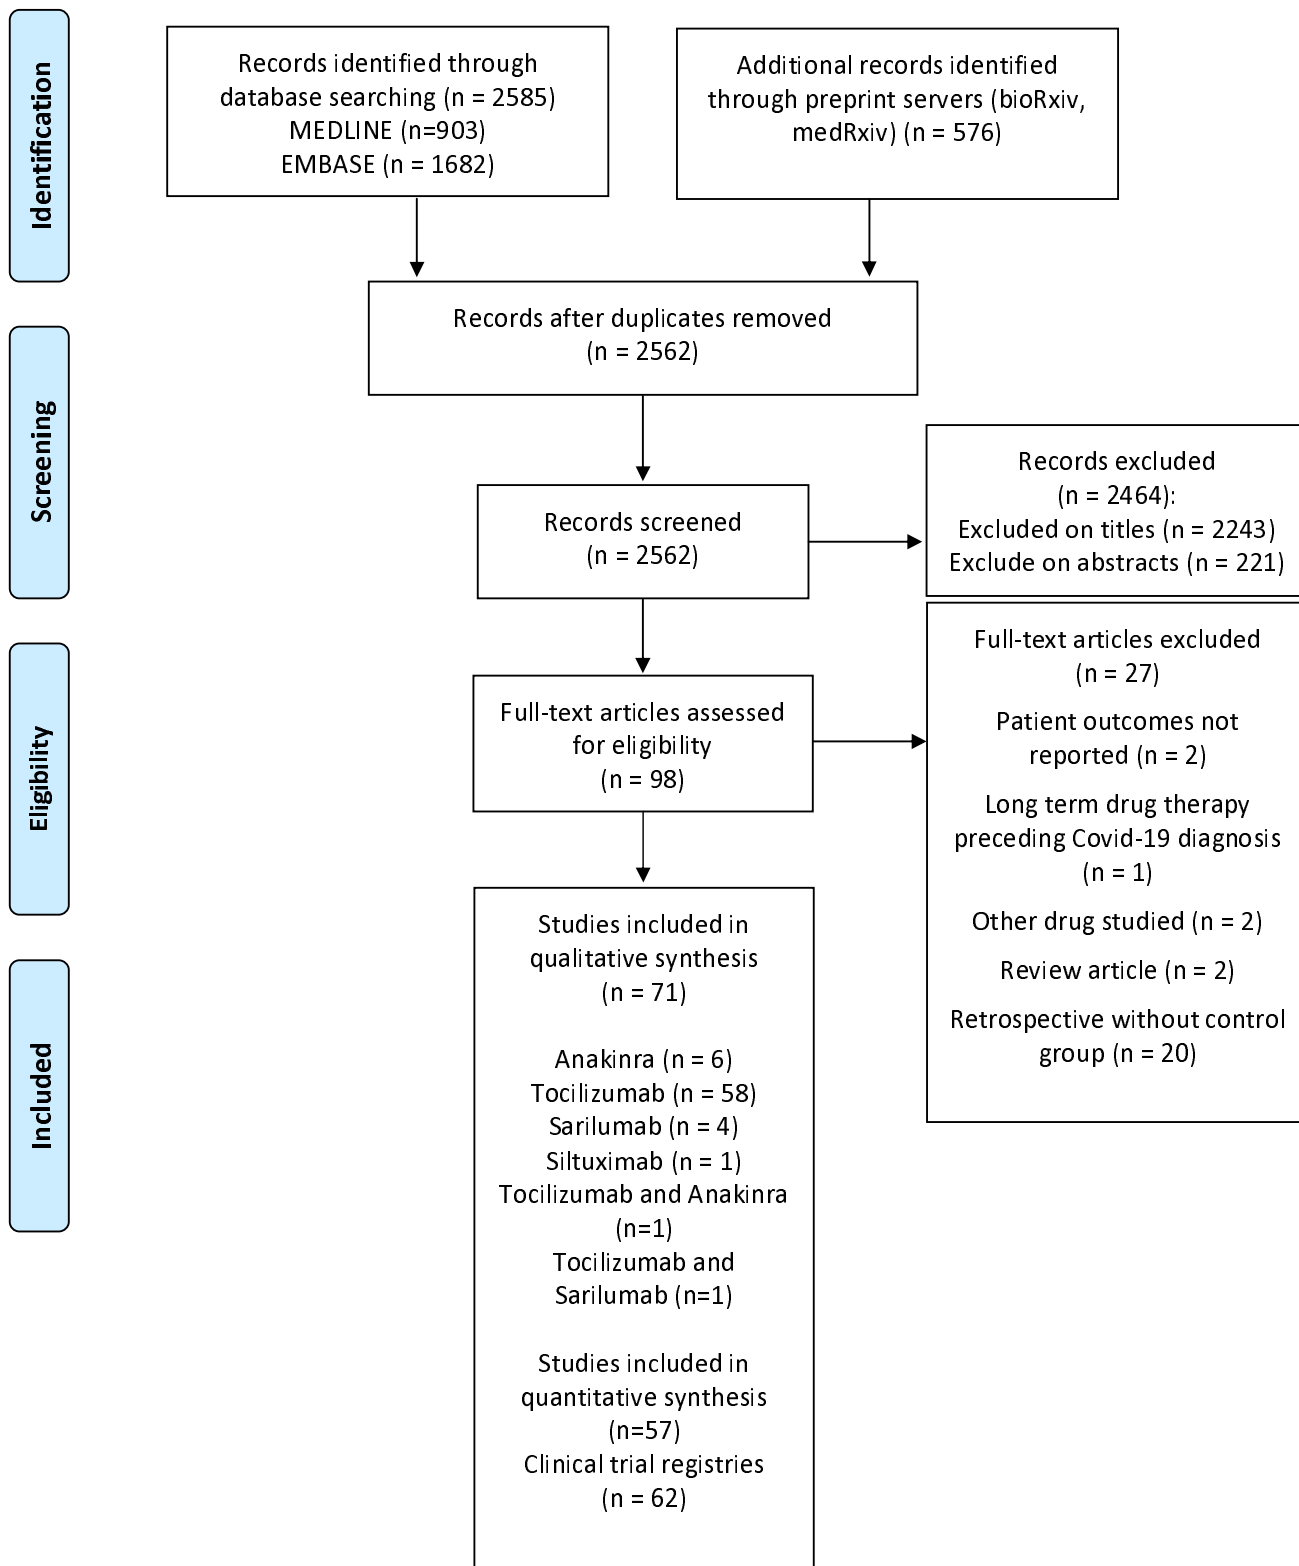 Identification
Records identified through
database searching (n = 2585)
MEDLINE (n=903)
EMBASE (n = 1682)
Additional records identified
through preprint servers (bioRxiv,
medRxiv) (n = 576)
Records after duplicates removed
(n = 2562)
Screening
Records screened
(n = 2562)
Records excluded
(n = 2464):
Excluded on titles (n = 2243)
Exclude on abstracts (n = 221)
Eligibility
Full-text articles assessed
for eligibility
(n = 98)
Full-text articles excluded
(n = 27)
Patient outcomes not
reported (n = 2)
Long term drug therapy
preceding Covid-19 diagnosis
(n = 1)
Other drug studied (n = 2)
Review article (n = 2)
Retrospective without control
group (n = 20)
Included
Studies included in
qualitative synthesis
(n = 71)
Anakinra (n = 6)
Tocilizumab (n = 58)
Sarilumab (n = 4)
Siltuximab (n = 1)
Tocilizumab and Anakinra
(n=1)
Tocilizumab and
Sarilumab (n=1)
Studies included in
quantitative synthesis
(n=57)
Clinical trial registries
(n = 62)